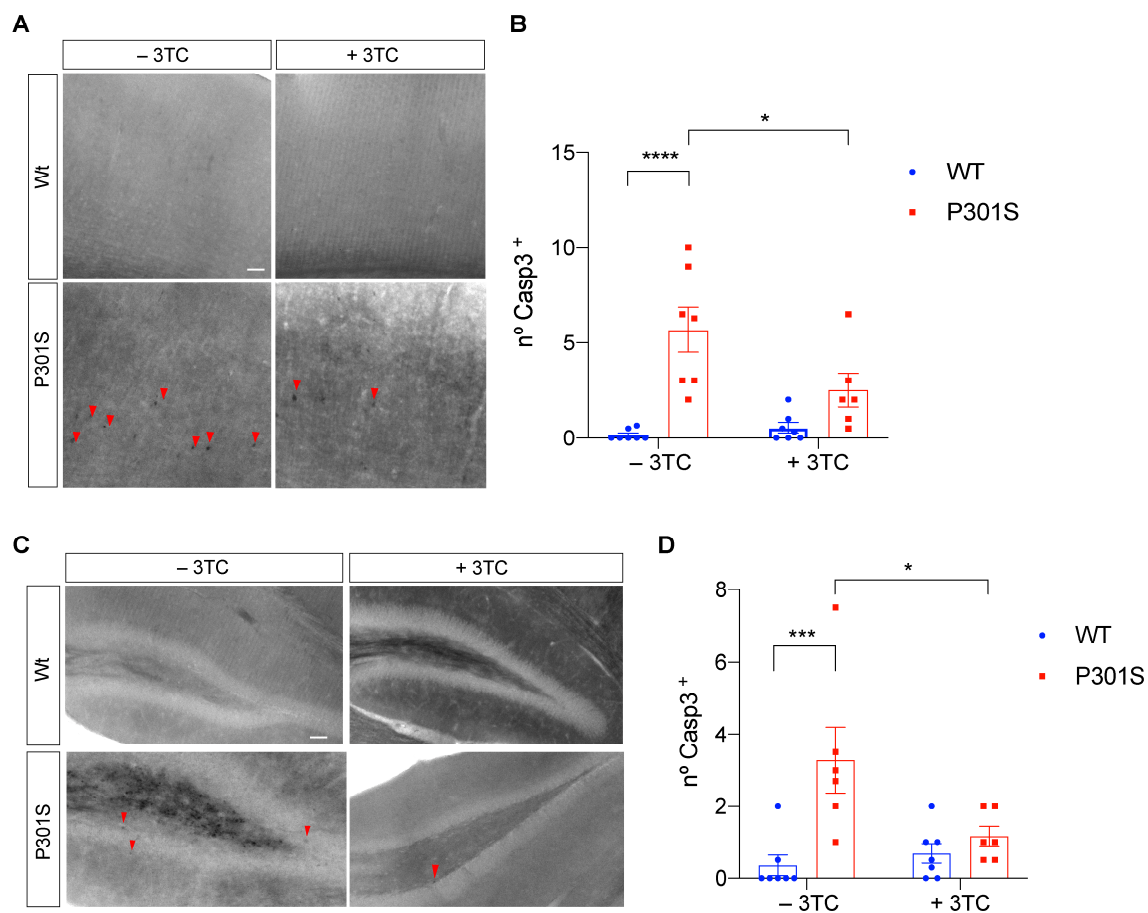 A
– 3TC
+ 3TC
Wt
P301S
B
*
****
15
10
5
0
nº Casp3 +
– 3TC
+ 3TC
WT
P301S
C
– 3TC
+ 3TC
Wt
P301S
D
*
***
8
6
4
2
0
nº Casp3 +
– 3TC
+ 3TC
WT
P301S